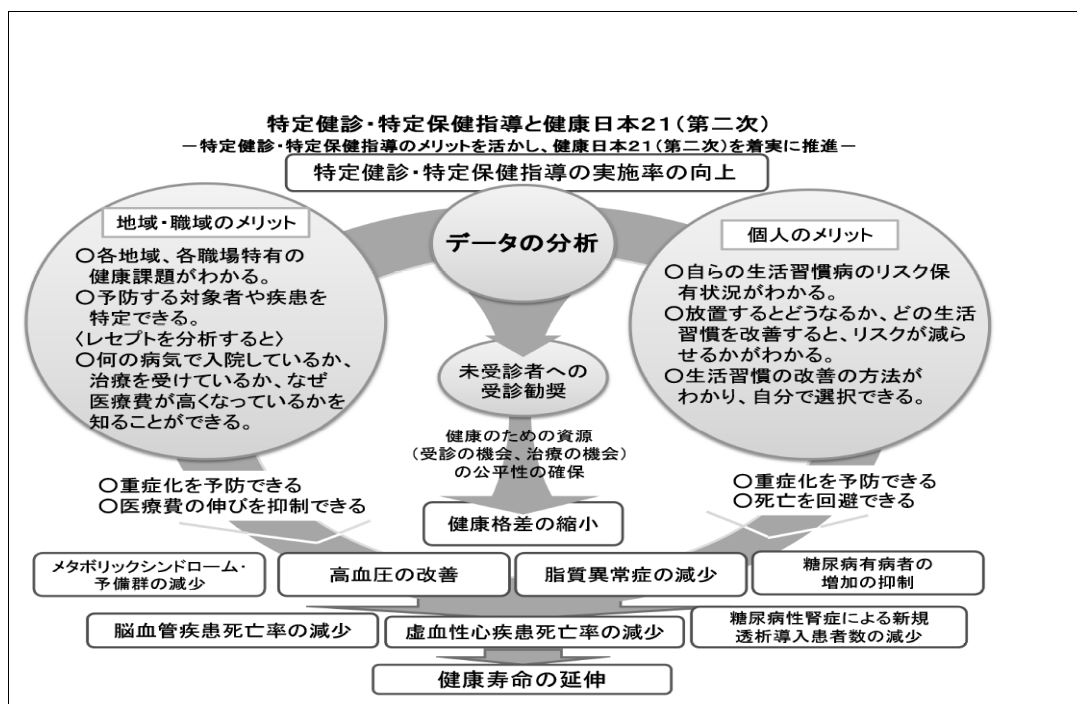 特定健診・特定保健指導と健康日本21(第二次)
－特定健診・特定保健指導のメリットを活かし、健康日本21(第二次)を着実に推進－
特定健診・特定保健指導の実施率の向上
地域・職域のメリット
○各地域、各職場特有の
健康課題がわかる。
○予防する対象者や疾患を
特定できる。
〈レセプトを分析すると〉
○何の病気で入院しているか、
治療を受けているか、なぜ
医療費が高くなっているかを
知ることができる。
データの分析
個人のメリット
○自らの生活習慣病のリスク保
有状況がわかる。
○放置するとどうなるか、どの生活
習慣を改善すると、リスクが減ら
せるかがわかる。
○生活習慣の改善の方法が
わかり、自分で選択できる。
未受診者への
受診勧奨
健康のための資源
(受診の機会、治療の機会)
の公平性の確保
○重症化を予防できる
○医療費の伸びを抑制できる
○重症化を予防できる
○死亡を回避できる
健康格差の縮小
メタボリックシンドローム・
予備群の減少
高血圧の改善
脂質異常症の減少
糖尿病有病者の
増加の抑制
脳血管疾患死亡率の減少
虚血性心疾患死亡率の減少
糖尿病性腎症による新規
透析導入患者数の減少
健康寿命の延伸